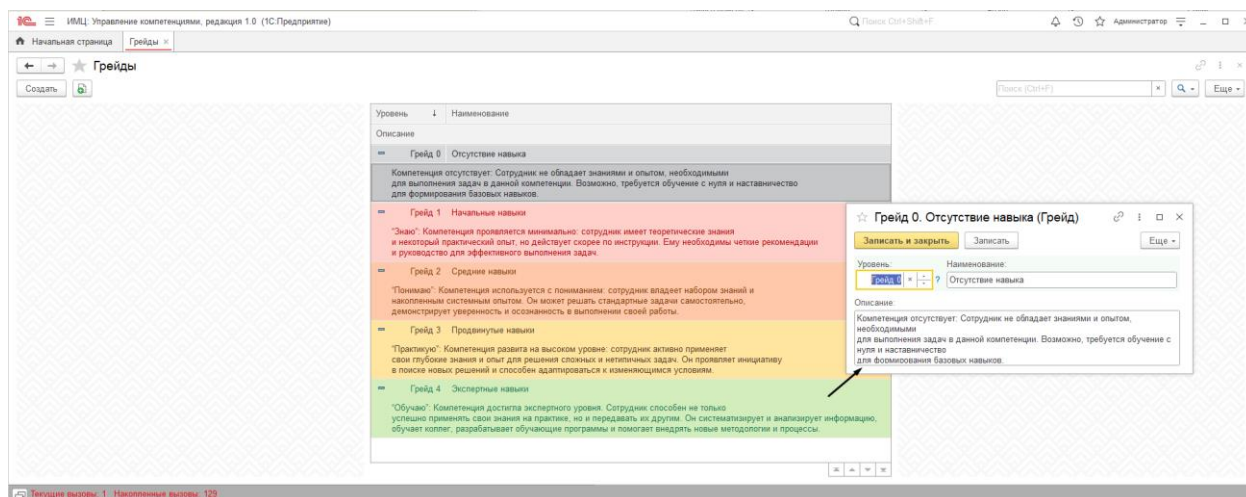 1С ИМЦ: Управление компетенциями, редакция 1.0 (1С:Предприятие) Поиск Ctrl+Shift+F Администратор
Начальная страница Грейды ×
Грейды
Создать Поиск (Ctrl+F) × Еще
Уровень ↓ Наименование
Описание
Грейд 0 Отсутствие навыка
Компетенция отсутствует: Сотрудник не обладает знаниями и опытом, необходимыми
для выполнения задач в данной компетенции. Возможно, требуется обучение с нуля и наставничество
для формирования базовых навыков.
Грейд 1 Начальные навыки
"Знаю": Компетенция проявляется минимально: сотрудник имеет теоретические знания
и некоторый практический опыт, но действует скорее по инструкции. Ему необходимы четкие рекомендации
и руководство для эффективного выполнения задач.
Грейд 2 Средние навыки
"Понимаю": Компетенция используется с пониманием: сотрудник владеет набором знаний и
накопленным системным опытом. Он может решать стандартные задачи самостоятельно,
демонстрирует уверенность и осознанность в выполнении своей работы.
Грейд 3 Продвинутые навыки
"Практикую": Компетенция развита на высоком уровне: сотрудник активно применяет
свои глубокие знания и опыт для решения сложных и нетипичных задач. Он проявляет инициативу
в поиске новых решений и способен адаптироваться к изменяющимся условиям.
Грейд 4 Экспертные навыки
"Обучаю": Компетенция достигла экспертного уровня. Сотрудник способен не только
успешно применять свои знания на практике, но и передавать их другим. Он систематизирует и анализирует информацию,
обучает коллег, разрабатывает обучающие программы и помогает внедрять новые методологии и процессы.
Грейд 0. Отсутствие навыка (Грейд)
Записать и закрыть Записать Еще
Уровень: Наименование:
Грейд 0 × ? Отсутствие навыка
Описание:
Компетенция отсутствует: Сотрудник не обладает знаниями и опытом,
необходимыми
для выполнения задач в данной компетенции. Возможно, требуется обучение с
нуля и наставничество
для формирования базовых навыков.
Текущие вызовы: 1 Накопленные вызовы: 129